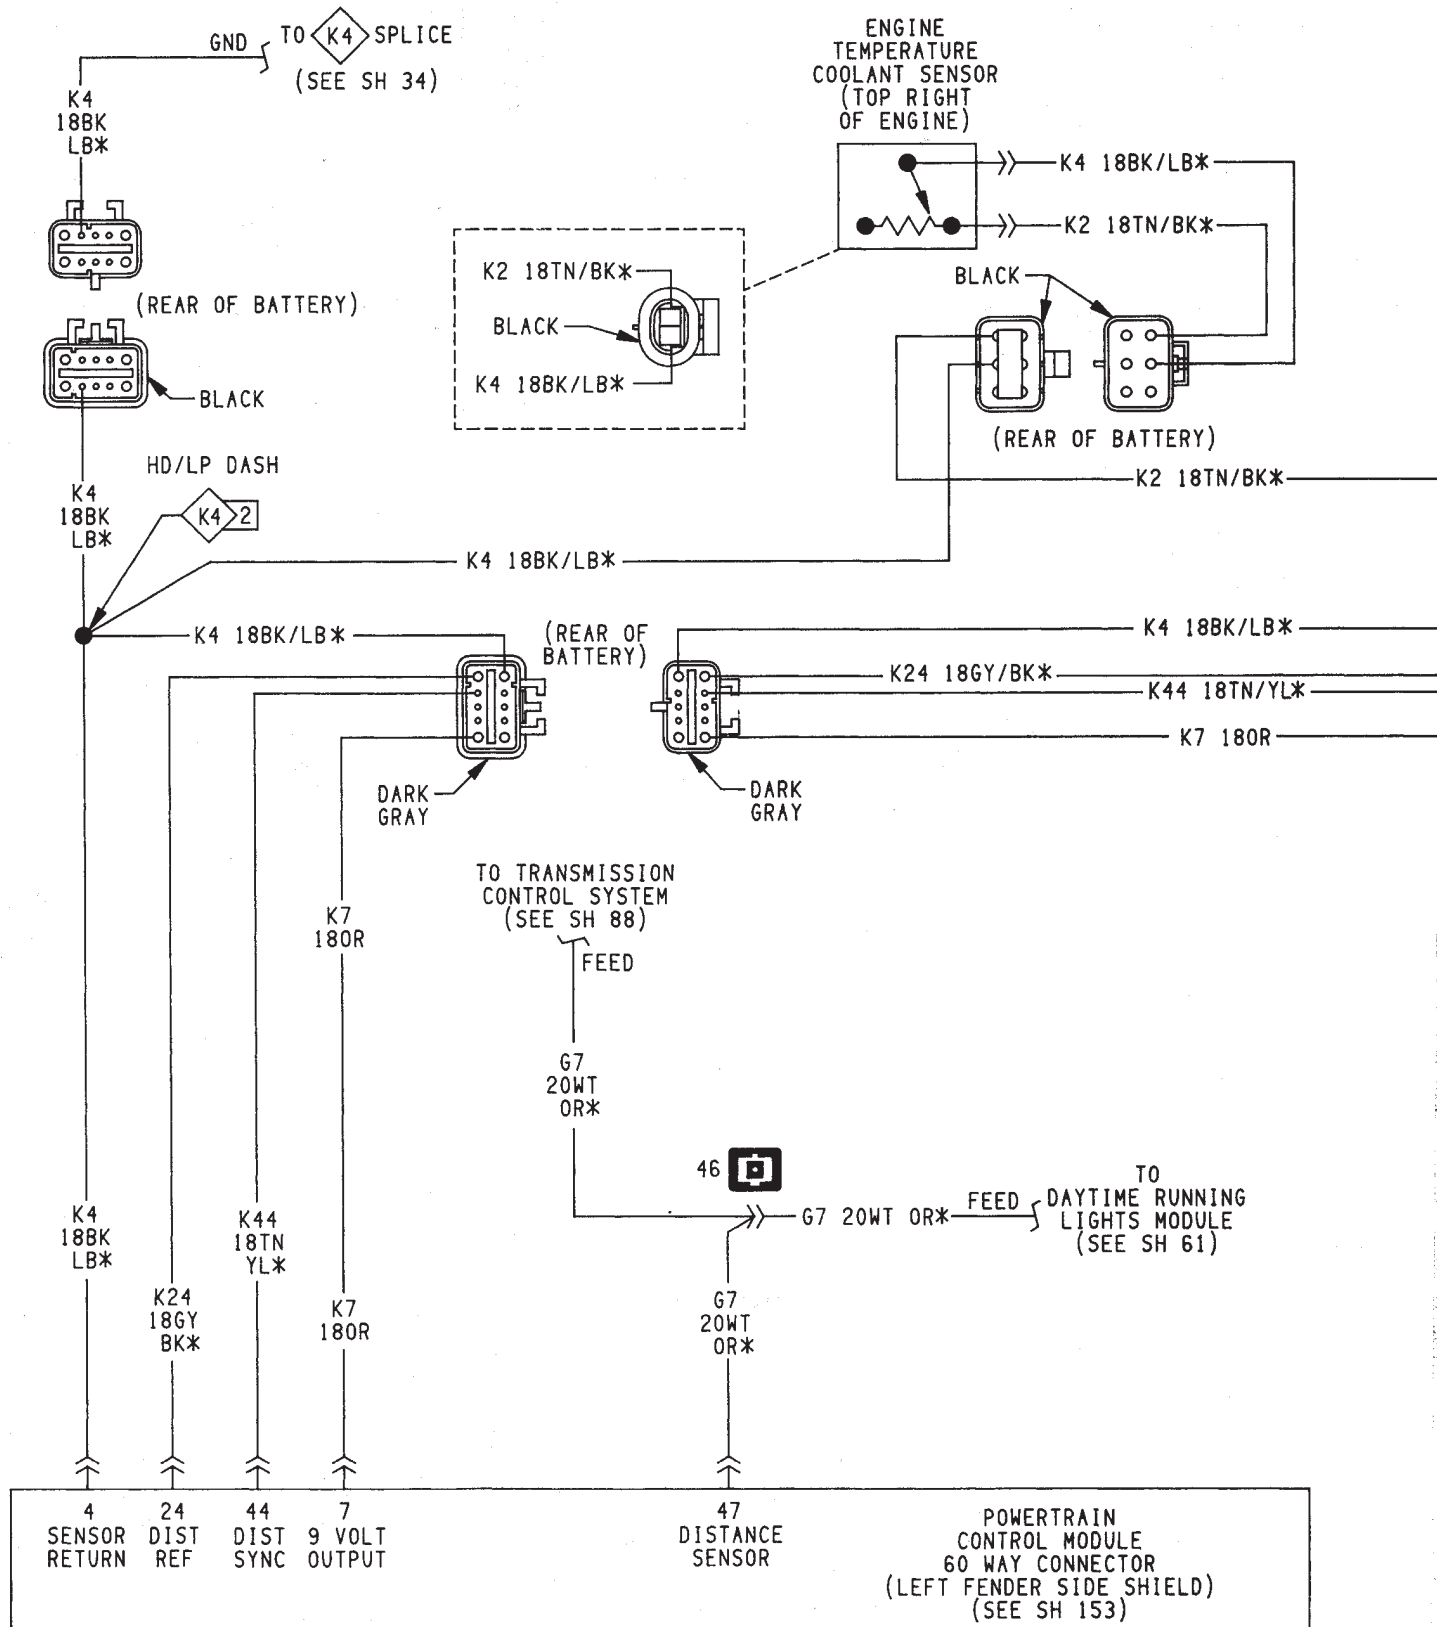 GND
TO K4 SPLICE
(SEE SH 34)
K4
18BK
LB*
(REAR OF BATTERY)
BLACK
ENGINE
TEMPERATURE
COOLANT SENSOR
(TOP RIGHT
OF ENGINE)
K4 18BK/LB*
K2 18TN/BK*
K2 18TN/BK*
BLACK
K4 18BK/LB*
BLACK
(REAR OF BATTERY)
K2 18TN/BK*
HD/LP DASH
K4 2
K4
18BK
LB*
K4 18BK/LB*
K4 18BK/LB*
(REAR OF
BATTERY)
K4 18BK/LB*
K24 18GY/BK*
K44 18TN/YL*
K7 18OR
DARK
GRAY
DARK
GRAY
TO TRANSMISSION
CONTROL SYSTEM
(SEE SH 88)
FEED
K7
18OR
G7
20WT
OR*
46
G7 20WT OR*
FEED
TO
DAYTIME RUNNING
LIGHTS MODULE
(SEE SH 61)
K4
18BK
LB*
K24
18GY
BK*
K44
18TN
YL*
K7
18OR
G7
20WT
OR*
4
SENSOR
RETURN
24
DIST
REF
44
DIST
SYNC
7
9 VOLT
OUTPUT
47
DISTANCE
SENSOR
POWERTRAIN
CONTROL MODULE
60 WAY CONNECTOR
(LEFT FENDER SIDE SHIELD)
(SEE SH 153)